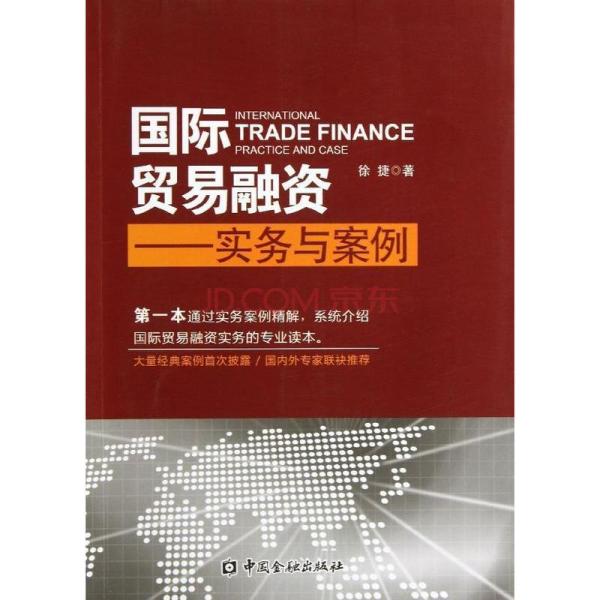 国际
INTERNATIONAL
TRADE FINANCE
PRACTICE AND CASE
贸易融资
徐 捷◎著
——实务与案例
JD.COM 京东
第一本通过实务案例精解，系统介绍
国际贸易融资实务的专业读本。
大量经典案例首次披露 / 国内外专家联袂推荐
中国金融出版社